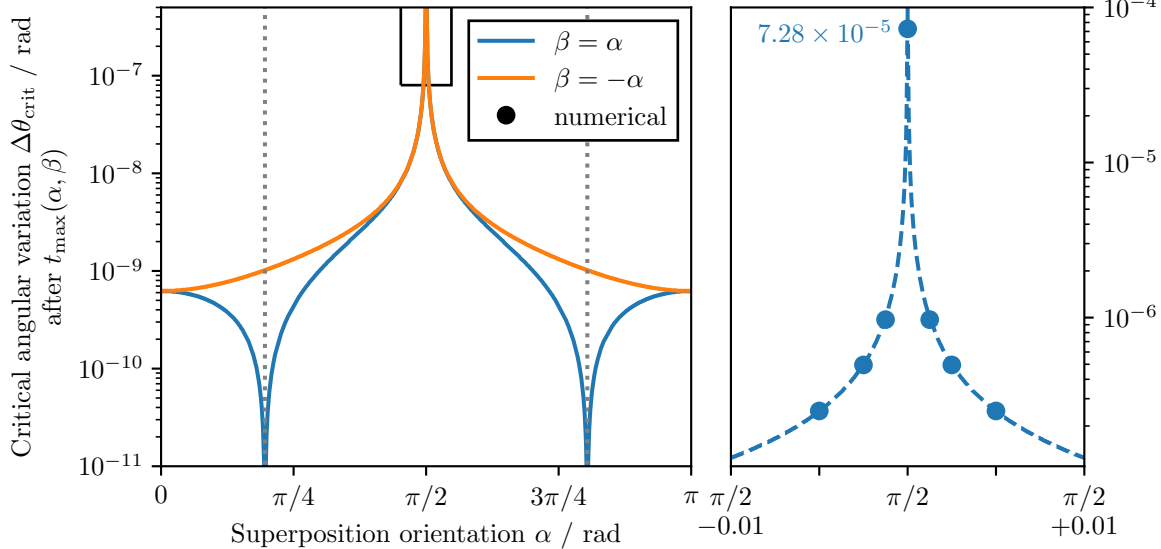 Critical angular variation Δθcrit / rad
after tmax(α, β)
10⁻⁷
10⁻⁸
10⁻⁹
10⁻¹⁰
10⁻¹¹
β = α
β = −α
numerical
0
π/4
π/2
3π/4
π
Superposition orientation α / rad
7.28 × 10⁻⁵
10⁻⁴
10⁻⁵
10⁻⁶
π/2
−0.01
π/2
π/2
+0.01